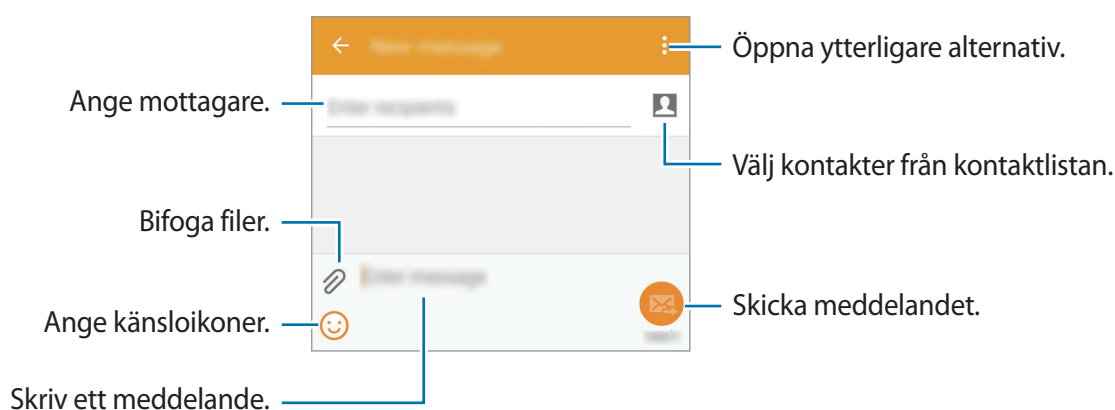 Öppna ytterligare alternativ.
Ange mottagare.
Välj kontakter från kontaktlistan.
Bifoga filer.
Skicka meddelandet.
Ange känsloikoner.
Skriv ett meddelande.